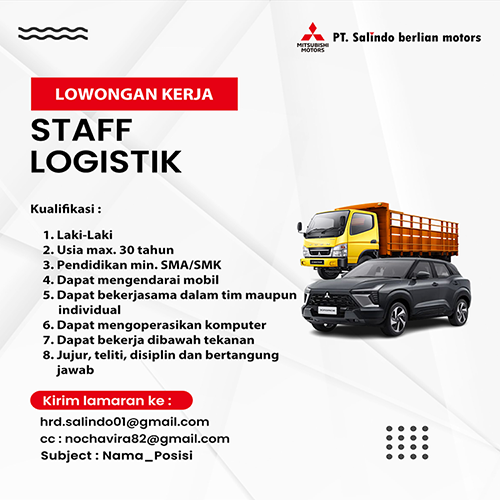 MITSUBISHI
MOTORS
PT. Salindo berlian motors
LOWONGAN KERJA
STAFF
LOGISTIK
Kualifikasi :
1. Laki-Laki
2. Usia max. 30 tahun
3. Pendidikan min. SMA/SMK
4. Dapat mengendarai mobil
5. Dapat bekerjasama dalam tim maupun
individual
6. Dapat mengoperasikan komputer
7. Dapat bekerja dibawah tekanan
8. Jujur, teliti, disiplin dan bertangung
jawab
Kirim lamaran ke :
hrd.salindo01@gmail.com
cc : nochavira82@gmail.com
Subject : Nama_Posisi